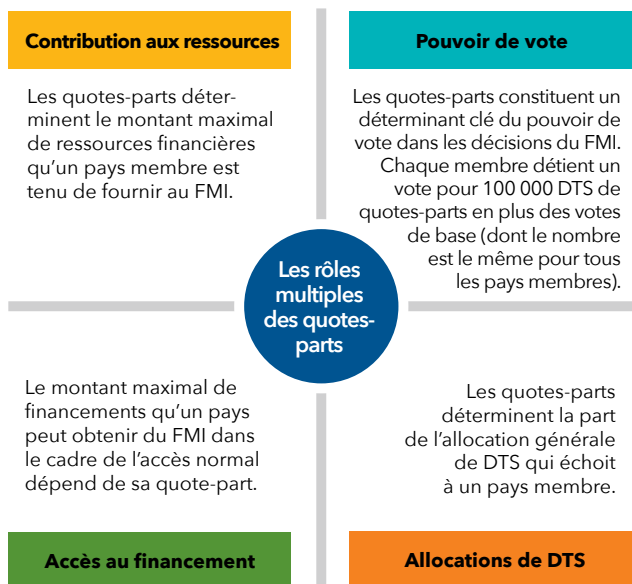 Contribution aux ressources
Les quotes-parts déter-
minent le montant maximal
de ressources financières
qu'un pays membre est
tenu de fournir au FMI.
Pouvoir de vote
Les quotes-parts constituent un
déterminant clé du pouvoir de
vote dans les décisions du FMI.
Chaque membre détient un
vote pour 100 000 DTS de
quotes-parts en plus des votes
de base (dont le nombre
est le même pour tous
les pays membres).
Les rôles
multiples
des quotes-
parts
Le montant maximal de
financements qu'un pays
peut obtenir du FMI dans
le cadre de l'accès normal
dépend de sa quote-part.
Accès au financement
Les quotes-parts
déterminent la part
de l'allocation générale
de DTS qui échoit
à un pays membre.
Allocations de DTS